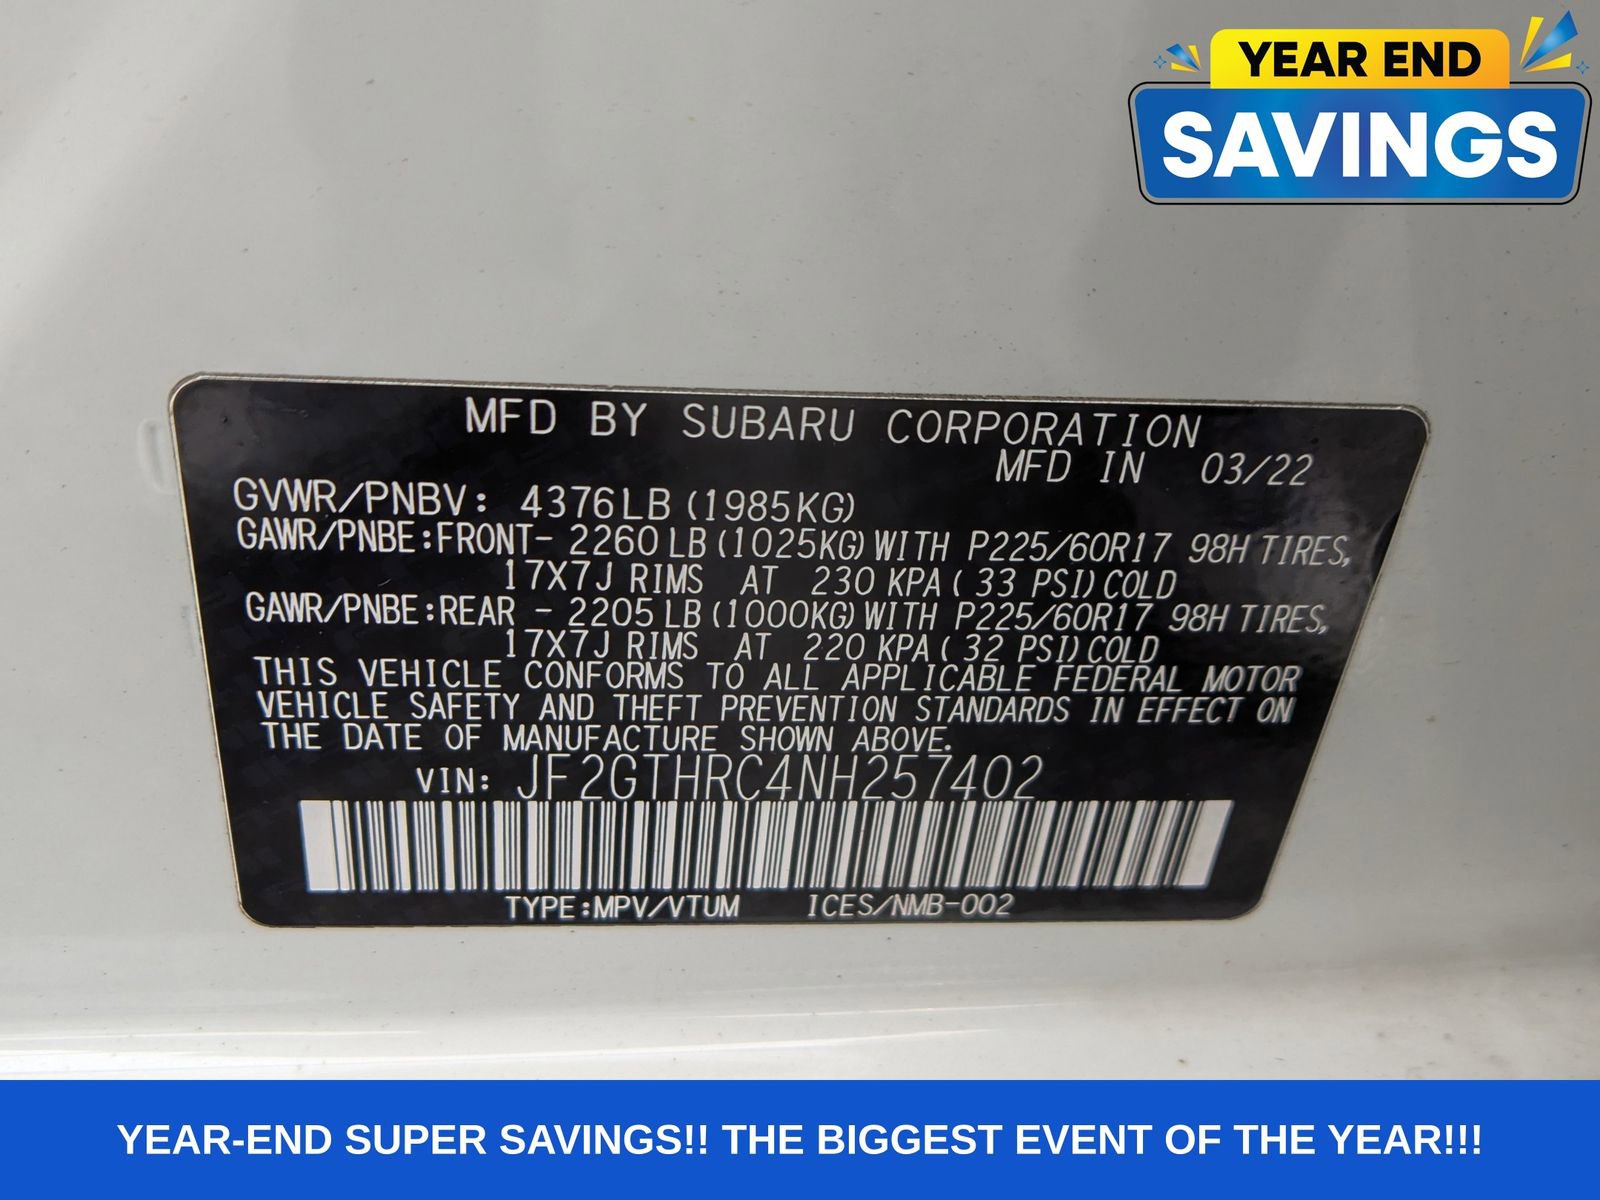 YEAR END
SAVINGS
MFD BY SUBARU CORPORATION
MFD IN 03/22
GVWR/PNBV: 4376LB (1985KG)
GAWR/PNBE:FRONT- 2260LB (1025KG) WITH P225/60R17 98H TIRES,
17X7J RIMS AT 230 KPA ( 33 PSI) COLD
GAWR/PNBE:REAR - 2205LB (1000KG) WITH P225/60R17 98H TIRES,
17X7J RIMS AT 220 KPA ( 32 PSI) COLD
THIS VEHICLE CONFORMS TO ALL APPLICABLE FEDERAL MOTOR
VEHICLE SAFETY AND THEFT PREVENTION STANDARDS IN EFFECT ON
THE DATE OF MANUFACTURE SHOWN ABOVE.
VIN: JF2GTHRC4NH257402
TYPE:MPV/VTUM ICES/NMB-002
YEAR-END SUPER SAVINGS!! THE BIGGEST EVENT OF THE YEAR!!!